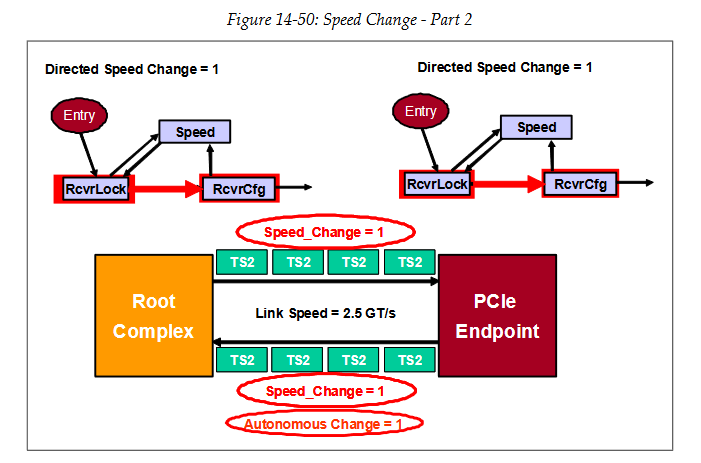 Figure 14-50: Speed Change - Part 2
Directed Speed Change = 1
Directed Speed Change = 1
Entry
Speed
RcvrLock
RcvrCfg
Entry
Speed
RcvrLock
RcvrCfg
Speed_Change = 1
TS2 TS2 TS2 TS2
Root
Complex
Link Speed = 2.5 GT/s
PCIe
Endpoint
TS2 TS2 TS2 TS2
Speed_Change = 1
Autonomous Change = 1